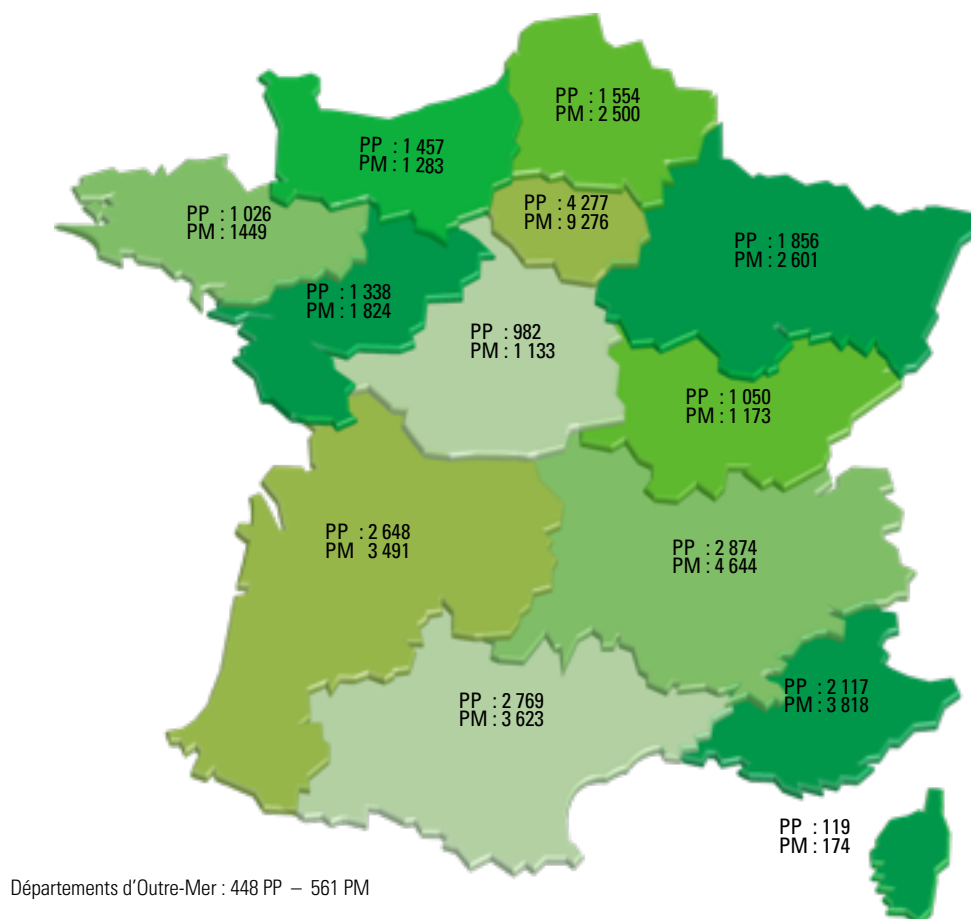 PP : 1 554
PM : 2 500
PP : 1 457
PM : 1 283
PP : 4 277
PM : 9 276
PP : 1 026
PM : 1449
PP : 1 856
PM : 2 601
PP : 1 338
PM : 1 824
PP : 982
PM : 1 133
PP : 1 050
PM : 1 173
PP : 2 648
PM 3 491
PP : 2 874
PM : 4 644
PP : 2 769
PM : 3 623
PP : 2 117
PM : 3 818
PP : 119
PM : 174
Départements d'Outre-Mer : 448 PP – 561 PM